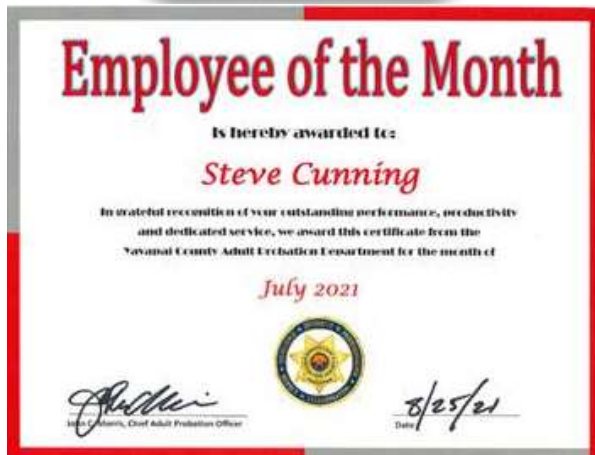 Employee of the Month
Is hereby awarded to:
Steve Cunning
In grateful recognition of your outstanding performance, productivity
and dedicated service, we award this certificate from the
Yavapai County Adult Probation Department for the month of
July 2021
John C. Morris, Chief Adult Probation Officer
8/25/21
Date